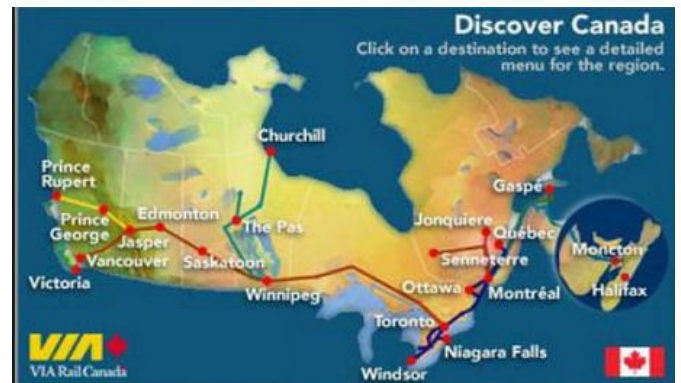 Discover Canada
Click on a destination to see a detailed
menu for the region.
Churchill
Prince
Rupert
Gaspé
Prince
George
Edmonton
The Pas
Jonquiere
Québec
Jasper
Moncton
Vancouver
Saskatoon
Senneterre
Victoria
Winnipeg
Ottawa
Montréal
Halifax
Toronto
Niagara Falls
VIA
VIA Rail Canada
Windsor